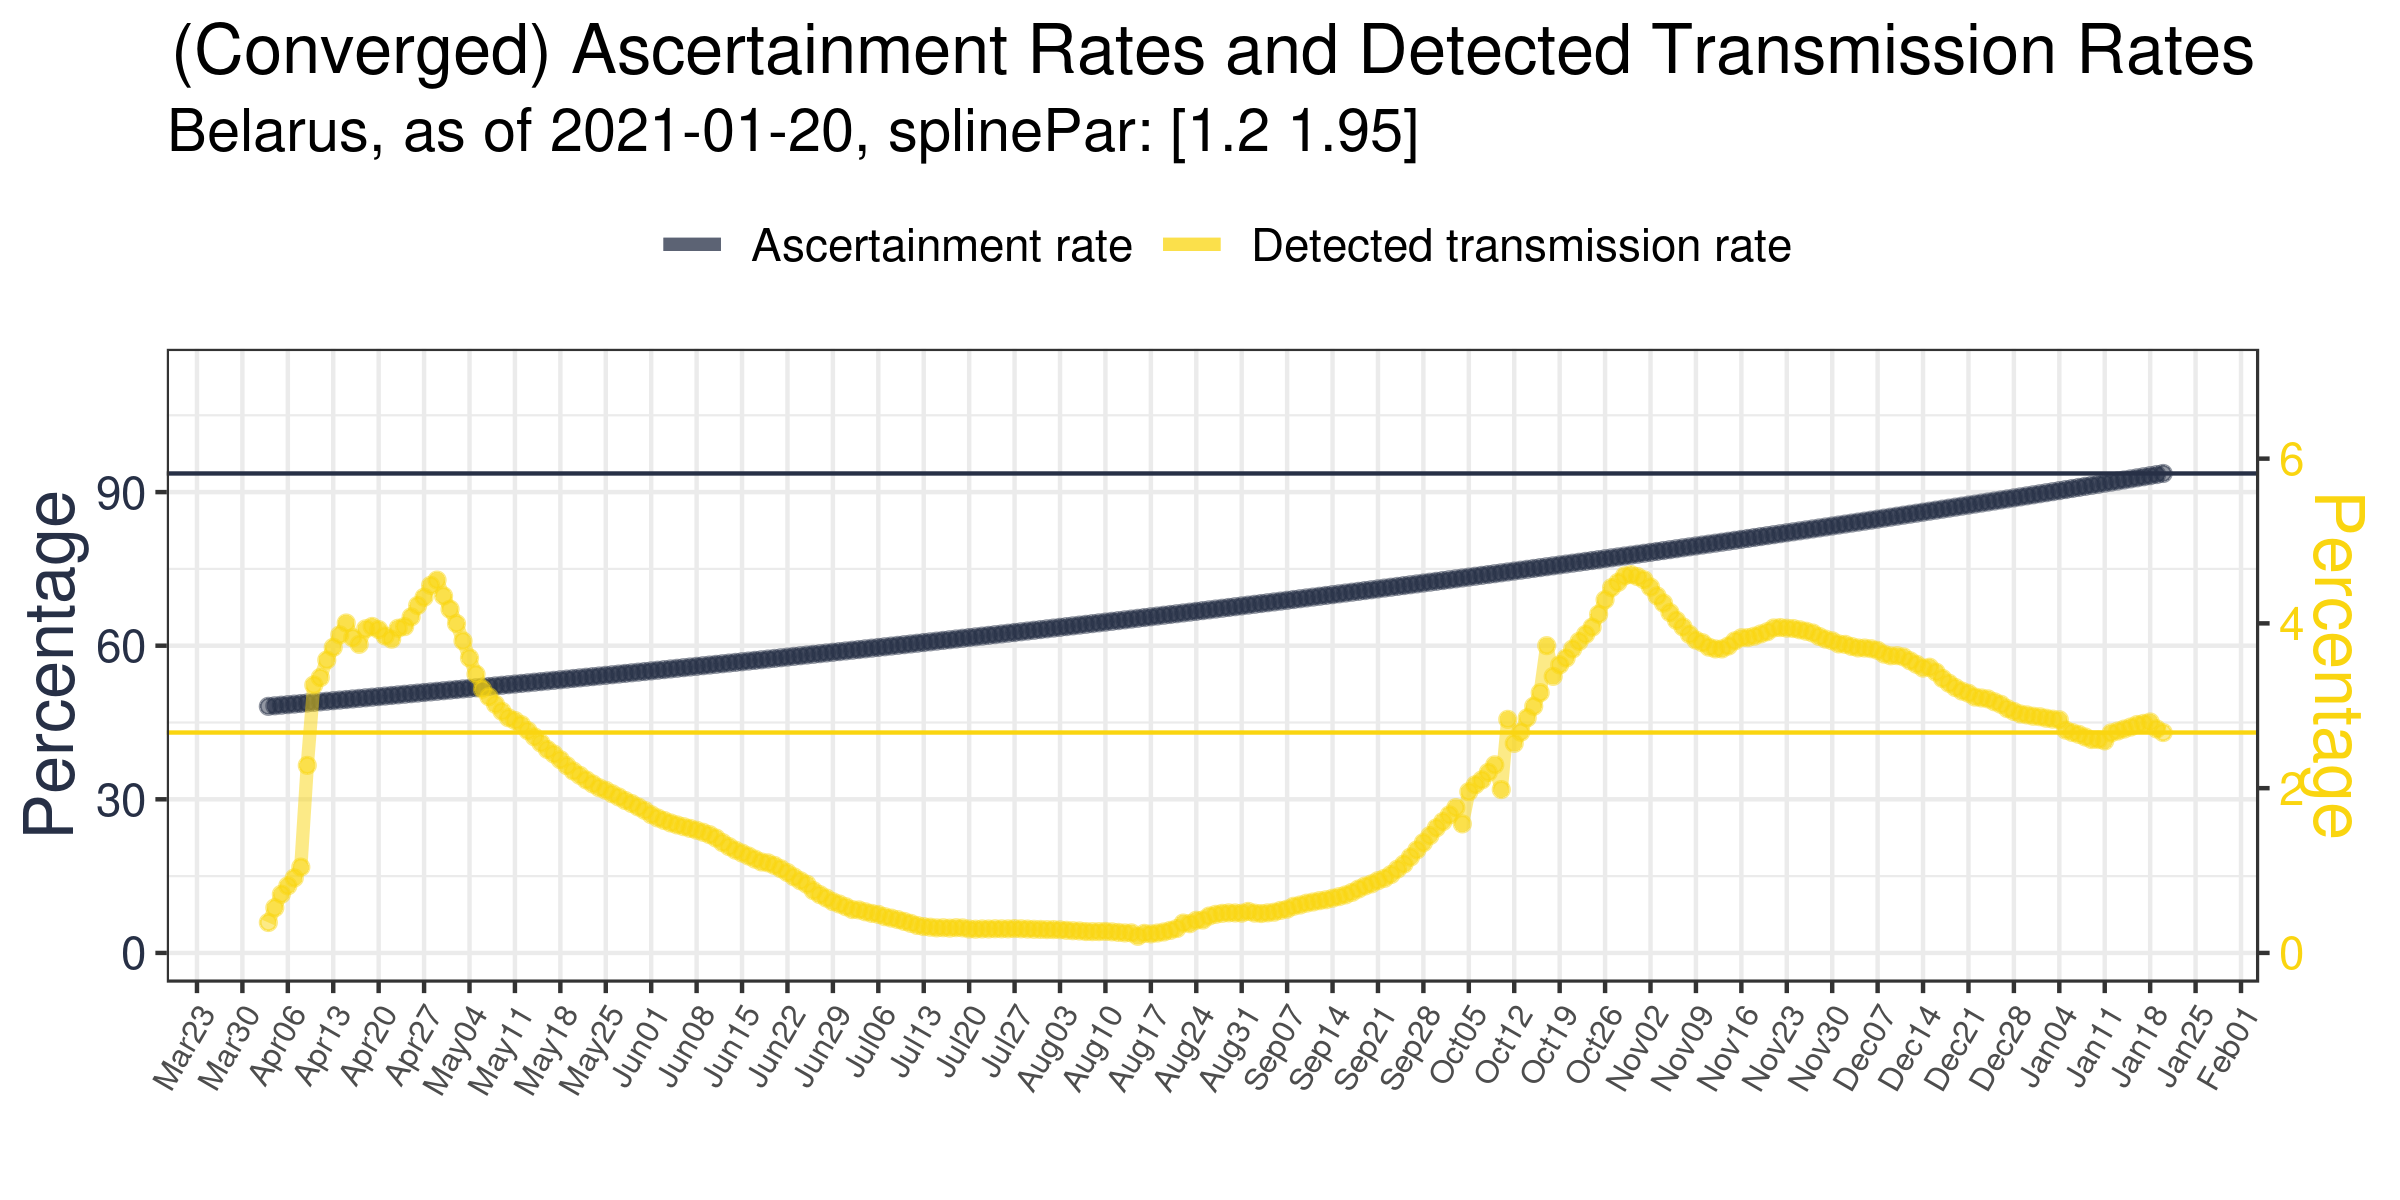 (Converged) Ascertainment Rates and Detected Transmission Rates
Belarus, as of 2021-01-20, splinePar: [1.2 1.95]
Ascertainment rate Detected transmission rate
Percentage
90
60
30
0
6
4
2
0
Percentage
Mar23 Mar30 Apr06 Apr13 Apr20 Apr27 May04 May11 May18 May25 Jun01 Jun08 Jun15 Jun22 Jun29 Jul06 Jul13 Jul20 Jul27 Aug03 Aug10 Aug17 Aug24 Aug31 Sep07 Sep14 Sep21 Sep28 Oct05 Oct12 Oct19 Oct26 Nov02 Nov09 Nov16 Nov23 Nov30 Dec07 Dec14 Dec21 Dec28 Jan04 Jan11 Jan18 Jan25 Feb01